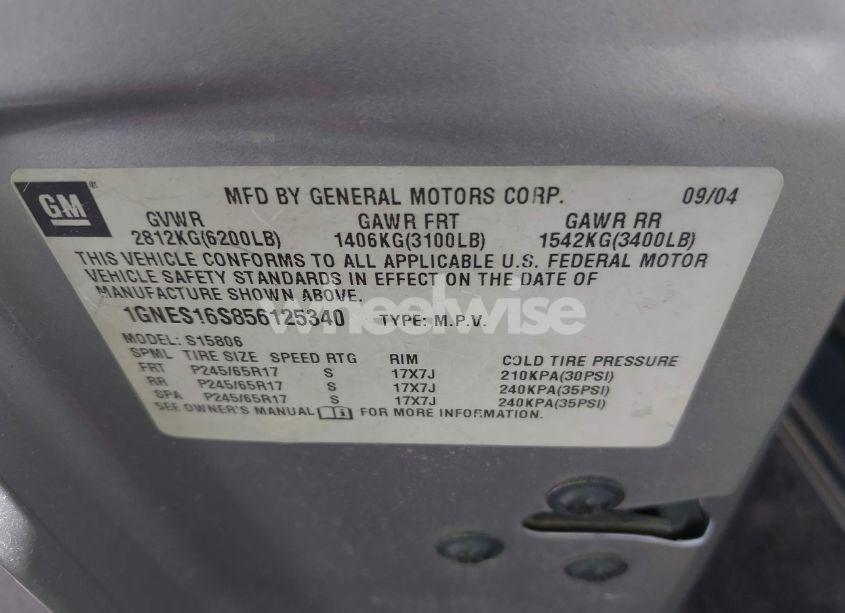 GM
MFD BY GENERAL MOTORS CORP. 09/04
GVWR GAWR FRT GAWR RR
2812KG(6200LB) 1406KG(3100LB) 1542KG(3400LB)
THIS VEHICLE CONFORMS TO ALL APPLICABLE U.S. FEDERAL MOTOR
VEHICLE SAFETY STANDARDS IN EFFECT ON THE DATE OF
MANUFACTURE SHOWN ABOVE.
1GNES16S856125340 TYPE: M.P.V.
wheelwise
MODEL: S15806
SPML TIRE SIZE SPEED RTG RIM COLD TIRE PRESSURE
FRT P245/65R17 S 17X7J 210KPA(30PSI)
RR P245/65R17 S 17X7J 240KPA(35PSI)
SPA P245/65R17 S 17X7J 240KPA(35PSI)
SEE OWNER'S MANUAL FOR MORE INFORMATION.